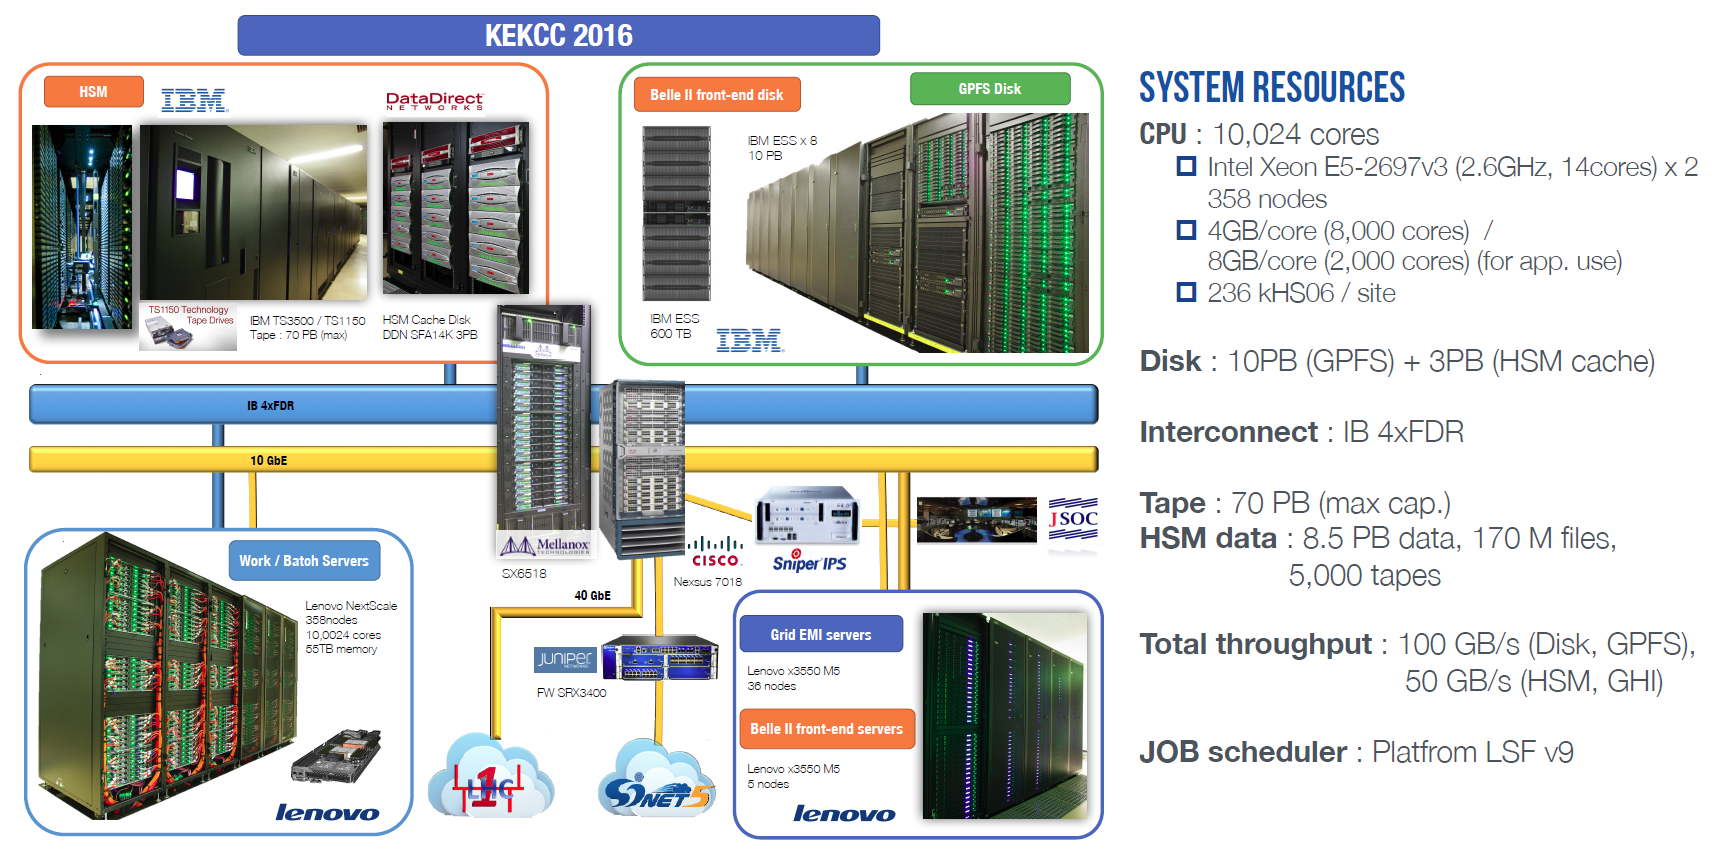 KEKCC 2016
HSM
IBM
DataDirect
NETWORKS
TS1150 Technology
Tape Drives
IBM TS3500 / TS1150
Tape : 70 PB (max)
HSM Cache Disk
DDN SFA14K 3PB
Belle II front-end disk
GPFS Disk
IBM ESS x 8
10 PB
IBM ESS
600 TB
IBM
IB 4xFDR
10 GbE
Mellanox
TECHNOLOGIES
SX6518
CISCO
Nexsus 7018
Sniper IPS
JSOC
40 GbE
Work / Batch Servers
Lenovo NextScale
358nodes
10,0024 cores
55TB memory
lenovo
JUNIPER
NETWORKS
FW SRX3400
LHC
1
SINET5
Grid EMI servers
Lenovo x3550 M5
36 nodes
Belle II front-end servers
Lenovo x3550 M5
5 nodes
lenovo
SYSTEM RESOURCES
CPU : 10,024 cores
Intel Xeon E5-2697v3 (2.6GHz, 14cores) x 2
358 nodes
4GB/core (8,000 cores) /
8GB/core (2,000 cores) (for app. use)
236 kHS06 / site
Disk : 10PB (GPFS) + 3PB (HSM cache)
Interconnect : IB 4xFDR
Tape : 70 PB (max cap.)
HSM data : 8.5 PB data, 170 M files,
5,000 tapes
Total throughput : 100 GB/s (Disk, GPFS),
50 GB/s (HSM, GHI)
JOB scheduler : Platfrom LSF v9